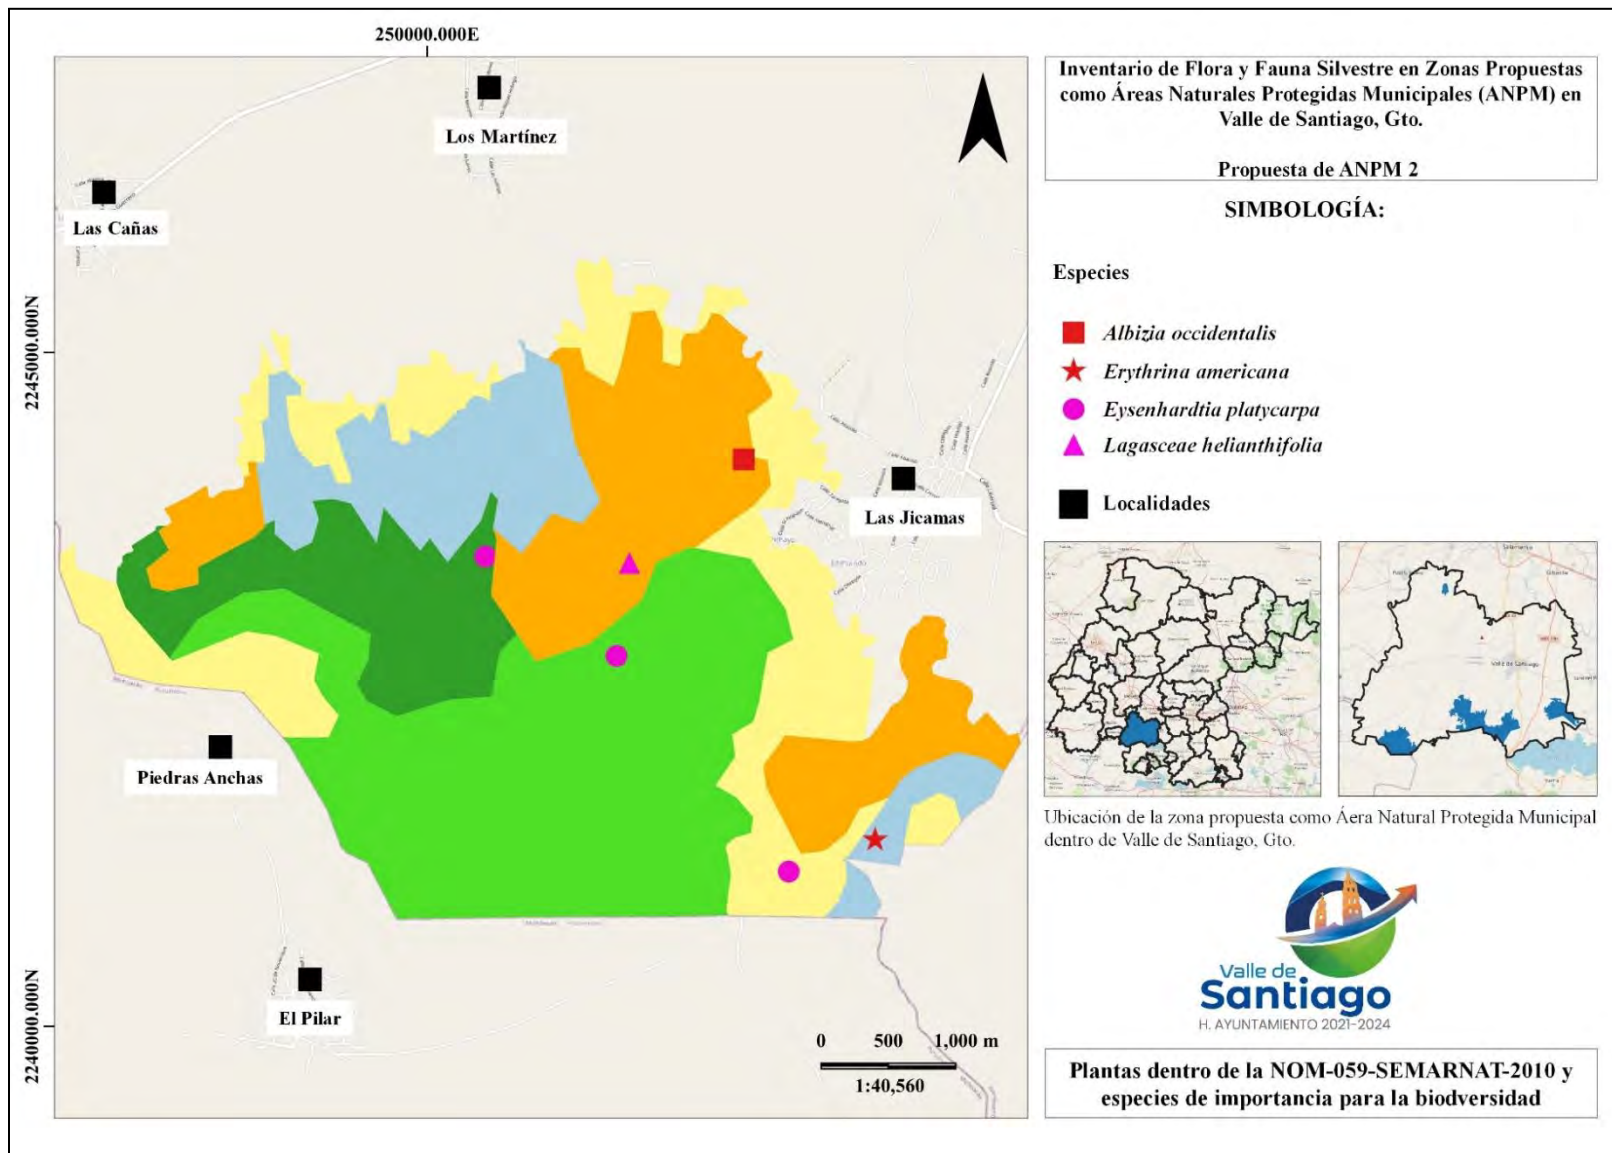 250000.000E
Los Martínez
Las Cañas
2245000.000N
Las Jicamas
Piedras Anchas
2240000.000N
El Pilar
0 500 1,000 m
1:40,560
Inventario de Flora y Fauna Silvestre en Zonas Propuestas
como Áreas Naturales Protegidas Municipales (ANPM) en
Valle de Santiago, Gto.
Propuesta de ANPM 2
SIMBOLOGÍA:
Especies
Albizia occidentalis
Erythrina americana
Eysenhardtia platycarpa
Lagasceae helianthifolia
Localidades
Valle de Santiago
Ubicación de la zona propuesta como Áera Natural Protegida Municipal
dentro de Valle de Santiago, Gto.
Valle de
Santiago
H. AYUNTAMIENTO 2021-2024
Plantas dentro de la NOM-059-SEMARNAT-2010 y
especies de importancia para la biodversidad